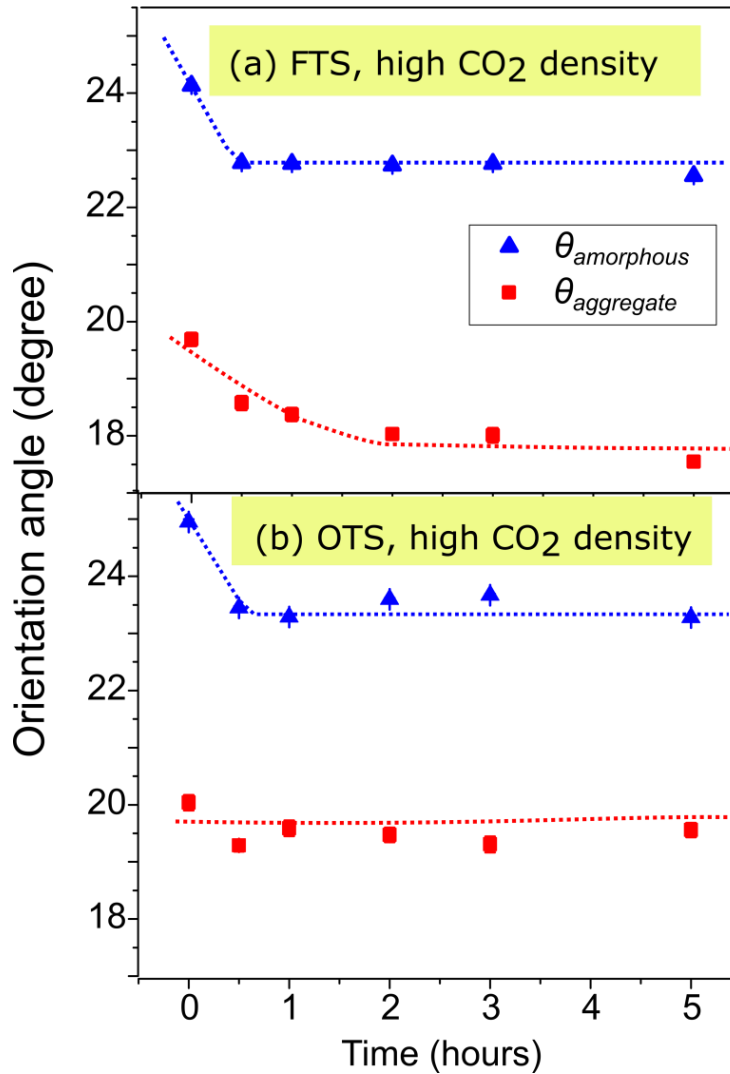 (a) FTS, high CO2 density
24
22
20
18
θamorphous
θaggregate
Orientation angle (degree)
(b) OTS, high CO2 density
24
22
20
18
0 1 2 3 4 5
Time (hours)